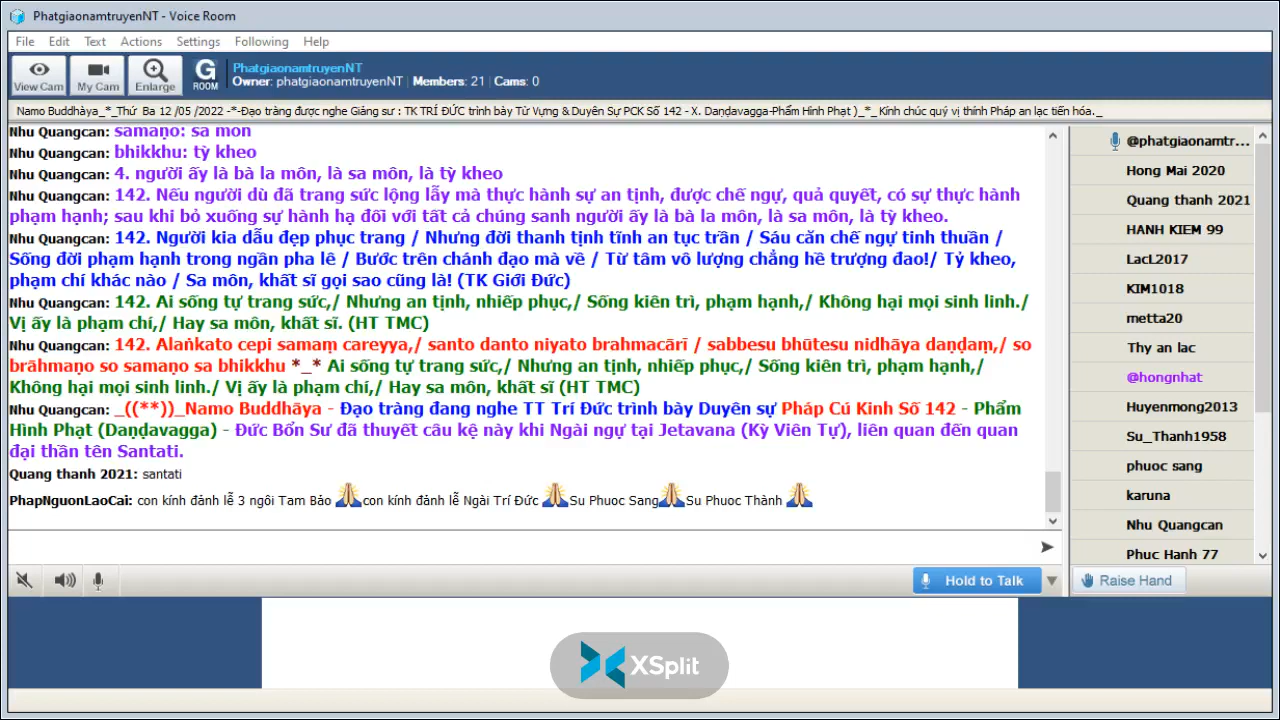 PhatgiaonamtruyenNT - Voice Room
File Edit Text Actions Settings Following Help
View Cam My Cam Enlarge G ROOM
PhatgiaonamtruyenNT
Owner: phatgiaonamtruyenNT | Members: 21 | Cams: 0
Namo Buddhàya_*_Thứ Ba 12 /05 /2022 -*-Đạo tràng được nghe Giảng sư : TK TRÍ ĐỨC trình bày Từ Vựng & Duyên Sự PCK Số 142 - X. Daṇḍavagga-Phẩm Hình Phạt )_*_ Kính chúc quý vị thính Pháp an lạc tiến hóa._
Nhu Quangcan: samaṇo: sa môn
Nhu Quangcan: bhikkhu: tỳ kheo
Nhu Quangcan: 4. người ấy là bà la môn, là sa môn, là tỳ kheo
Nhu Quangcan: 142. Nếu người dù đã trang sức lộng lẫy mà thực hành sự an tịnh, được chế ngự, quả quyết, có sự thực hành
phạm hạnh; sau khi bỏ xuống sự hành hạ đối với tất cả chúng sanh người ấy là bà la môn, là sa môn, là tỳ kheo.
Nhu Quangcan: 142. Người kia dẫu đẹp phục trang / Nhưng đời thanh tịnh tĩnh an tục trần / Sáu căn chế ngự tinh thuần /
Sống đời phạm hạnh trong ngần pha lê / Bước trên chánh đạo mà về / Từ tâm vô lượng chẳng hề trượng đao!/ Tỷ kheo,
phạm chí khác nào / Sa môn, khất sĩ gọi sao cũng là! (TK Giới Đức)
Nhu Quangcan: 142. Ai sống tự trang sức,/ Nhưng an tịnh, nhiếp phục,/ Sống kiên trì, phạm hạnh,/ Không hại mọi sinh linh./
Vị ấy là phạm chí,/ Hay sa môn, khất sĩ. (HT TMC)
Nhu Quangcan: 142. Alaṅkato cepi samaṃ careyya,/ santo danto niyato brahmacārī / sabbesu bhūtesu nidhāya daṇḍaṃ,/ so
brāhmaṇo so samaṇo sa bhikkhu *_* Ai sống tự trang sức,/ Nhưng an tịnh, nhiếp phục,/ Sống kiên trì, phạm hạnh,/
Không hại mọi sinh linh./ Vị ấy là phạm chí,/ Hay sa môn, khất sĩ (HT TMC)
Nhu Quangcan: _((**))_Namo Buddhāya - Đạo tràng đang nghe TT Trí Đức trình bày Duyên sự Pháp Cú Kinh Số 142 - Phẩm
Hình Phạt (Daṇḍavagga) - Đức Bổn Sư đã thuyết câu kệ này khi Ngài ngự tại Jetavana (Kỳ Viên Tự), liên quan đến quan
đại thần tên Santati.
Quang thanh 2021: santati
PhapNguonLaoCai: con kính đảnh lễ 3 ngôi Tam Bảo con kính đảnh lễ Ngài Trí Đức Su Phuoc Sang Su Phuoc Thành
@phatgiaonamtr...
Hong Mai 2020
Quang thanh 2021
HANH KIEM 99
LacL2017
KIM1018
metta20
Thy an lac
@hongnhat
Huyenmong2013
Su_Thanh1958
phuoc sang
karuna
Nhu Quangcan
Phuc Hanh 77
Hold to Talk
Raise Hand
XSplit